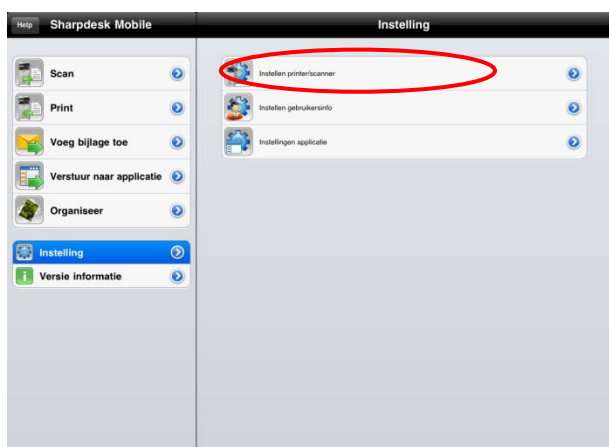 Help
Sharpdesk Mobile
Instelling
Scan
Print
Voeg bijlage toe
Verstuur naar applicatie
Organiseer
Instelling
Versie informatie
Instellen printer/scanner
Instellen gebruikersinfo
Instellingen applicatie